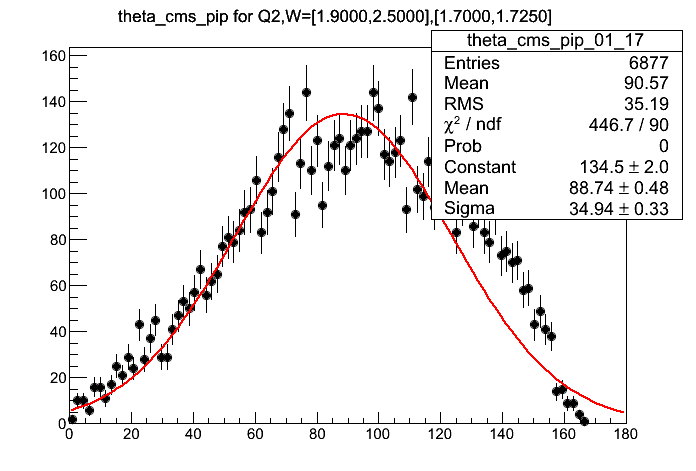 theta_cms_pip for Q2,W=[1.9000,2.5000],[1.7000,1.7250]
theta_cms_pip_01_17
Entries 6877
Mean 90.57
RMS 35.19
χ² / ndf 446.7 / 90
Prob 0
Constant 134.5 ± 2.0
Mean 88.74 ± 0.48
Sigma 34.94 ± 0.33
160
140
120
100
80
60
40
20
0
0 20 40 60 80 100 120 140 160 180